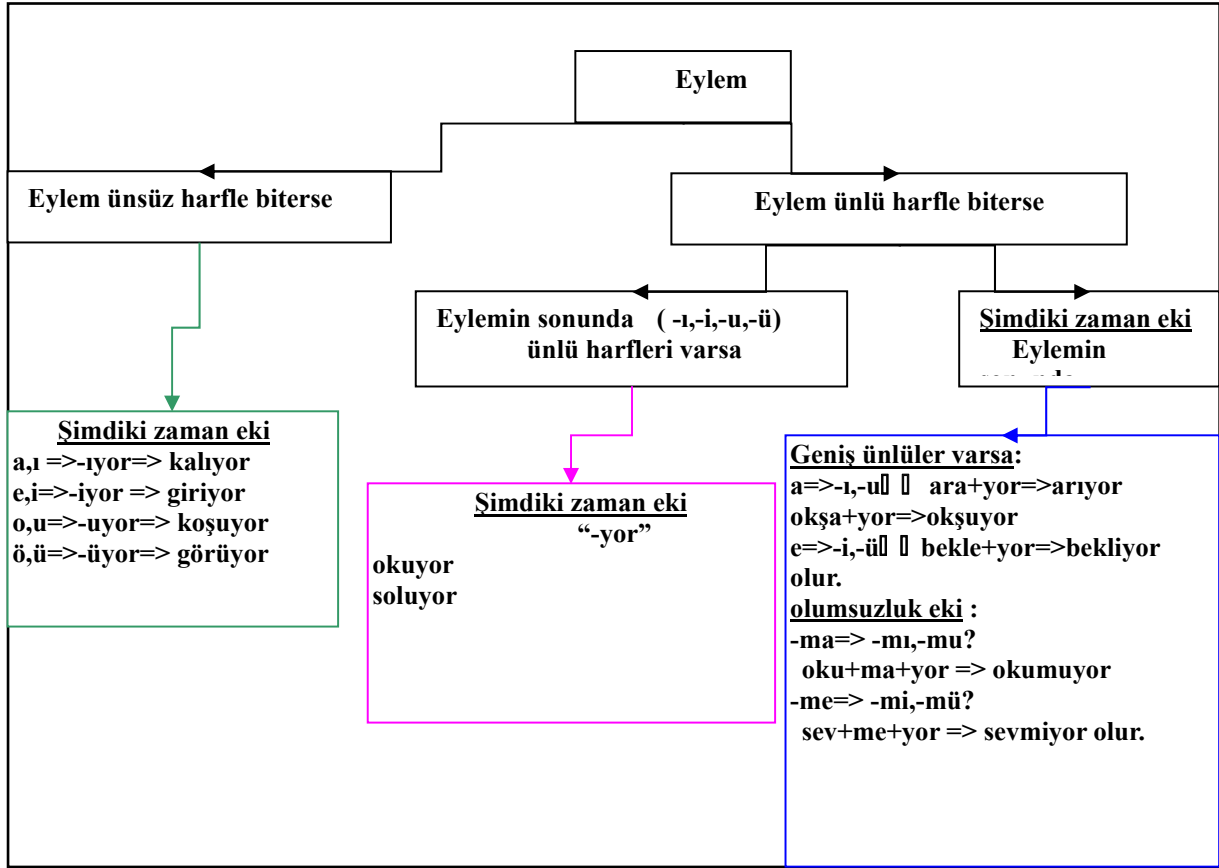 Eylem
Eylem ünsüz harfle biterse
Eylem ünlü harfle biterse
Eylemin sonunda ( -ı,-i,-u,-ü)
ünlü harfleri varsa
Şimdiki zaman eki
Eylemin
Şimdiki zaman eki
a,ı =>-ıyor=> kalıyor
e,i=>-iyor => giriyor
o,u=>-uyor=> koşuyor
ö,ü=>-üyor=> görüyor
Şimdiki zaman eki
“-yor”
okuyor
soluyor
Geniş ünlüler varsa:
a=>-ı,-u ara+yor=>arıyor
okşa+yor=>okşuyor
e=>-i,-ü bekle+yor=>bekliyor
olur.
olumsuzluk eki :
-ma=> -mı,-mu?
oku+ma+yor => okumuyor
-me=> -mi,-mü?
sev+me+yor => sevmiyor olur.